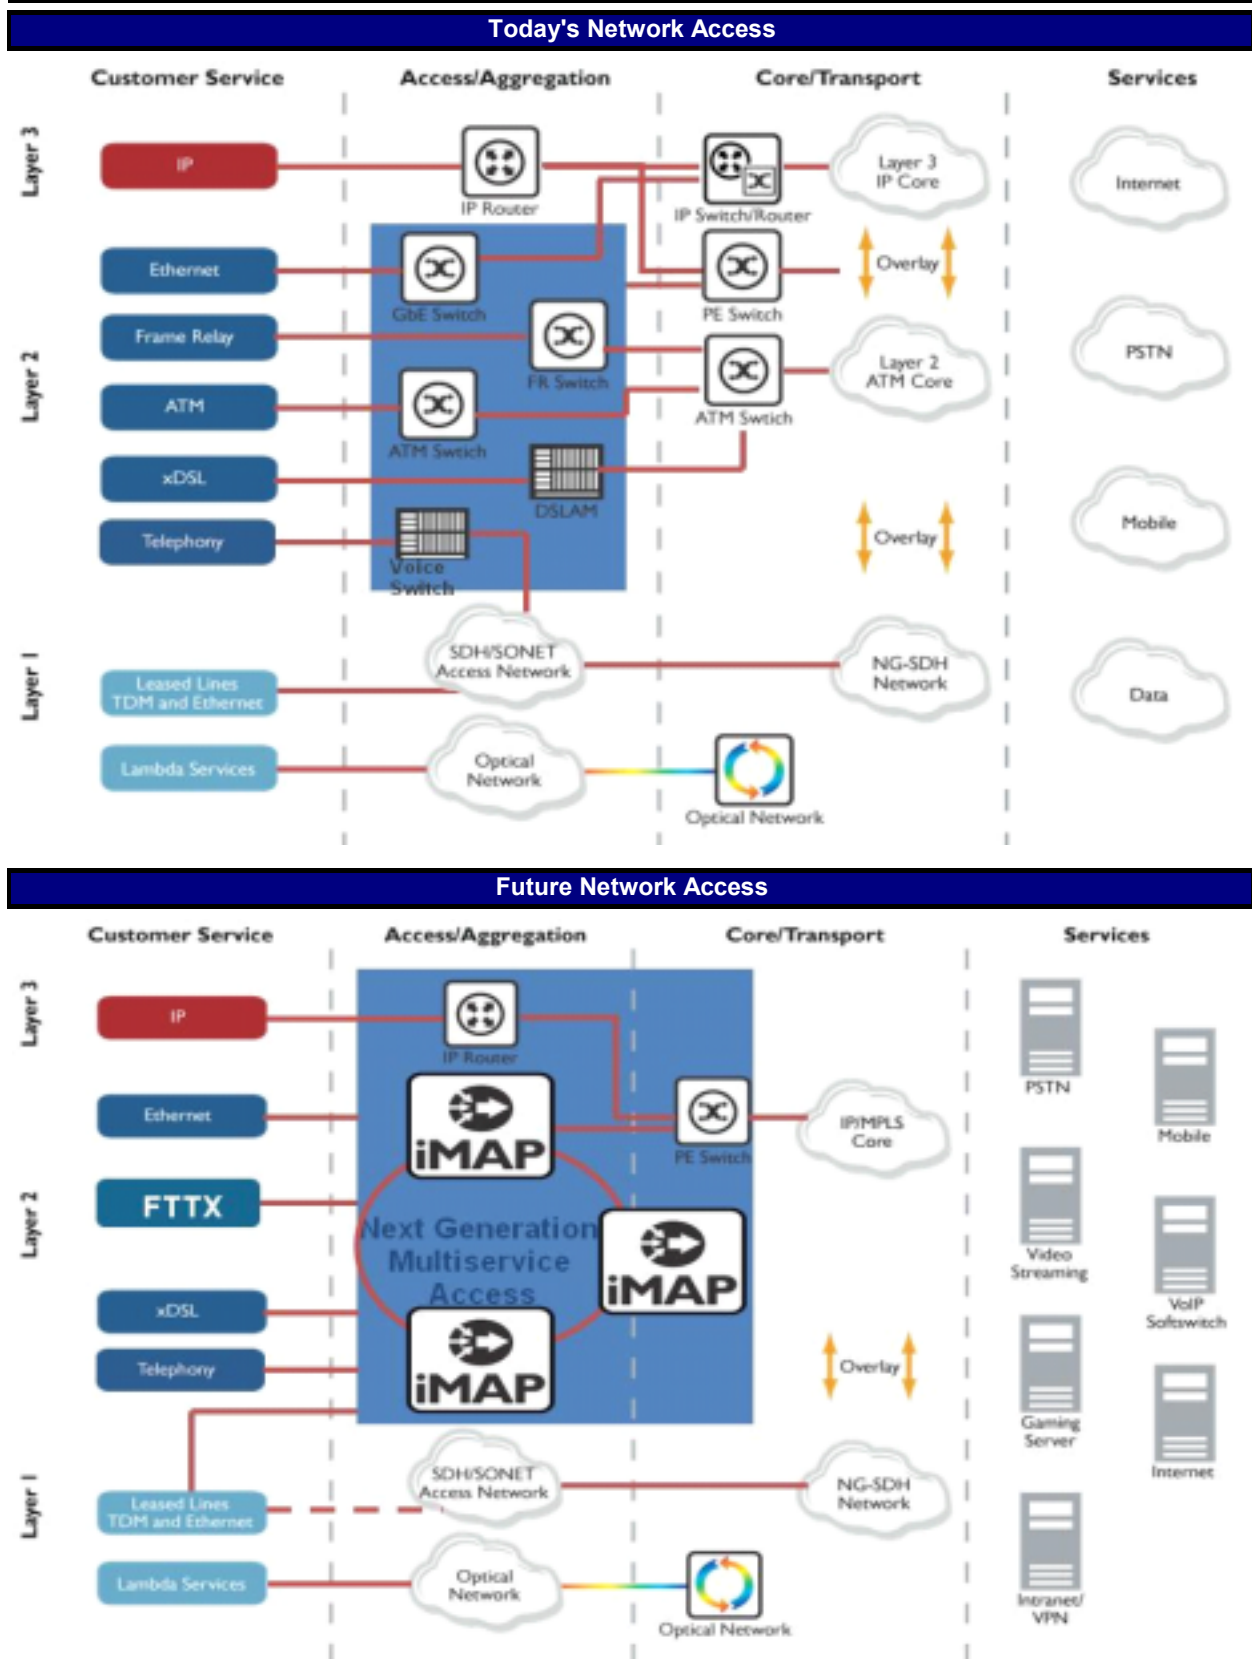 Today's Network Access
Customer Service
Access/Aggregation
Core/Transport
Services
Layer 3
IP
IP Router
IP Switch/Router
Layer 3
IP Core
Internet
Ethernet
GbE Switch
PE Switch
Overlay
Layer 2
Frame Relay
FR Switch
Layer 2
ATM Core
PSTN
ATM
ATM Swtich
ATM Swtich
xDSL
DSLAM
Telephony
Voice
Switch
Overlay
Mobile
Layer 1
Leased Lines
TDM and Ethernet
SDH/SONET
Access Network
NG-SDH
Network
Data
Lambda Services
Optical
Network
Optical Network
Future Network Access
Customer Service
Access/Aggregation
Core/Transport
Services
Layer 3
IP
IP Router
PSTN
Mobile
Ethernet
iMAP
PE Switch
IP/MPLS
Core
Layer 2
FTTX
Next Generation
Multiservice
Access
iMAP
Video
Streaming
VoIP
Softswitch
xDSL
Telephony
iMAP
Overlay
Gaming
Server
Internet
Layer 1
Leased Lines
TDM and Ethernet
SDH/SONET
Access Network
NG-SDH
Network
Lambda Services
Optical
Network
Optical Network
Intranet/
VPN